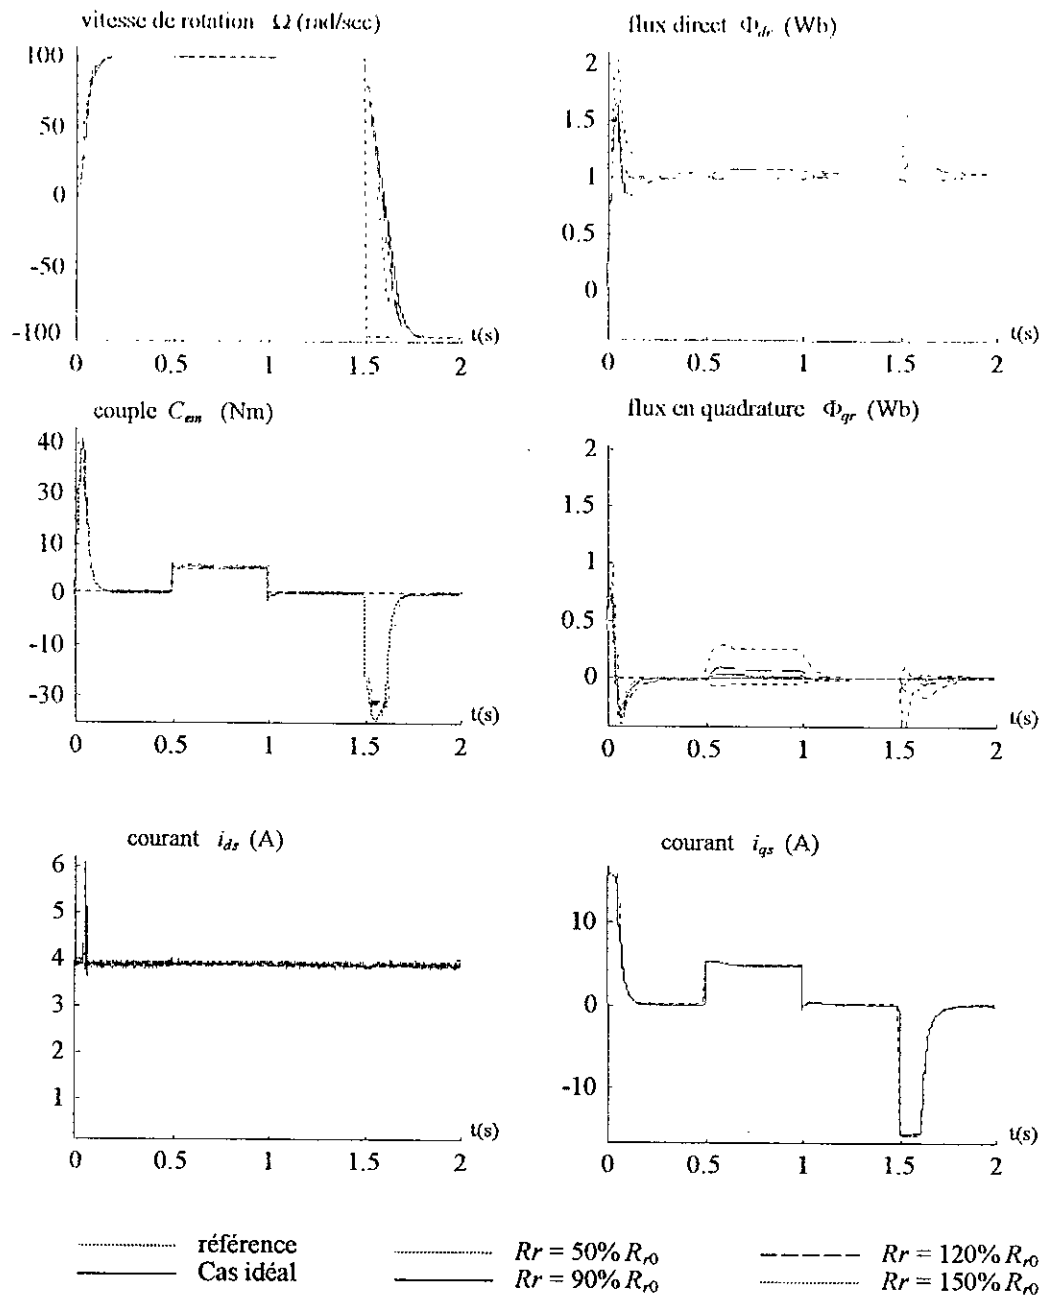 vitesse de rotation Ω (rad/sec)
100
50
0
-50
-100
t(s)
0 0.5 1 1.5 2
flux direct Φdr (Wb)
2
1.5
1
0.5
0
t(s)
0 0.5 1 1.5 2
couple Cem (Nm)
40
30
10
0
-10
-30
t(s)
0 0.5 1 1.5 2
flux en quadrature Φqr (Wb)
2
1.5
1
0.5
0
t(s)
0 0.5 1 1.5 2
courant ids (A)
6
5
4
3
2
1
t(s)
0 0.5 1 1.5 2
courant iqs (A)
10
0
-10
t(s)
0 0.5 1 1.5 2
référence
Cas idéal
Rr = 50% Rr0
Rr = 90% Rr0
Rr = 120% Rr0
Rr = 150% Rr0